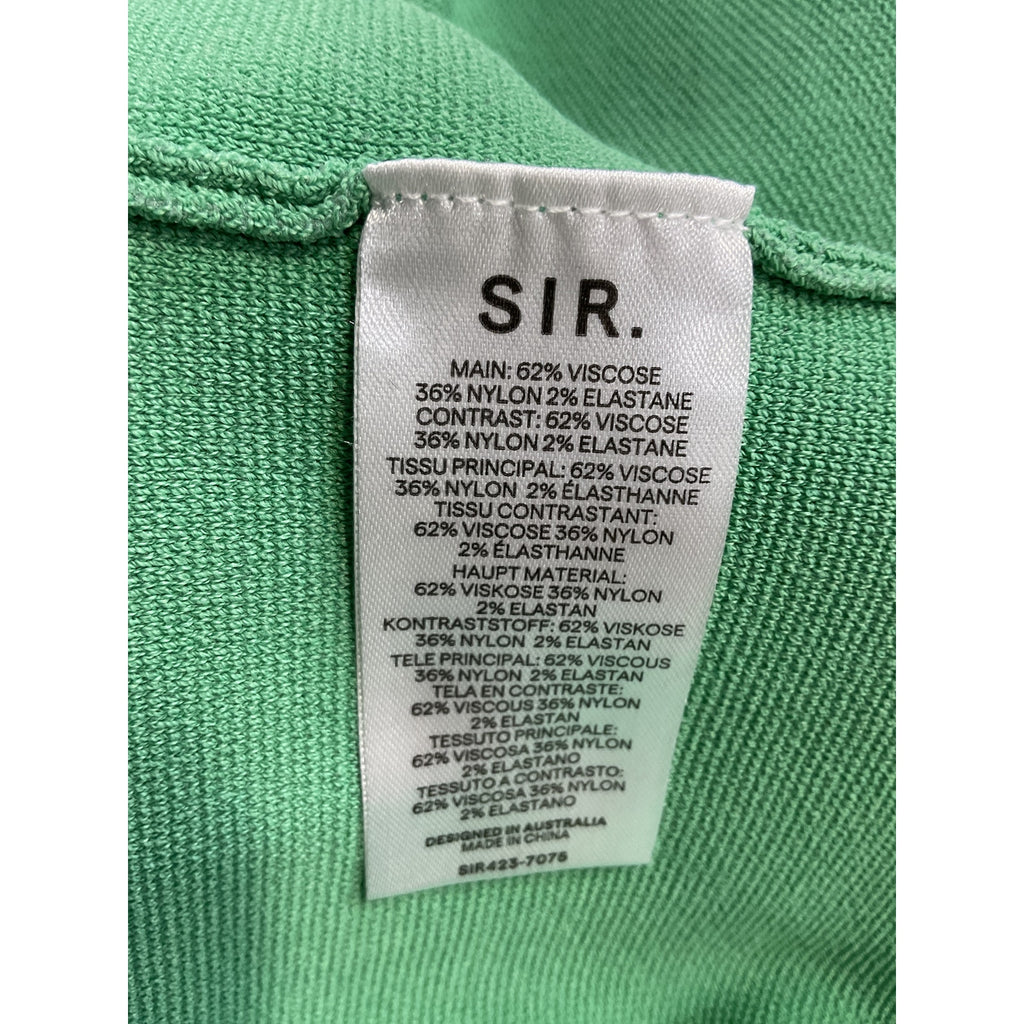 SIR.
MAIN: 62% VISCOSE
36% NYLON 2% ELASTANE
CONTRAST: 62% VISCOSE
36% NYLON 2% ELASTANE
TISSU PRINCIPAL: 62% VISCOSE
36% NYLON 2% ÉLASTHANNE
TISSU CONTRASTANT:
62% VISCOSE 36% NYLON
2% ÉLASTHANNE
HAUPT MATERIAL:
62% VISKOSE 36% NYLON
2% ELASTAN
KONTRASTSTOFF: 62% VISKOSE
36% NYLON 2% ELASTAN
TELE PRINCIPAL: 62% VISCOUS
36% NYLON 2% ELASTAN
TELA EN CONTRASTE:
62% VISCOUS 36% NYLON
2% ELASTAN
TESSUTO PRINCIPALE:
62% VISCOSA 36% NYLON
2% ELASTANO
TESSUTO A CONTRASTO:
62% VISCOSA 36% NYLON
2% ELASTANO
DESIGNED IN AUSTRALIA
MADE IN CHINA
SIR423-7075